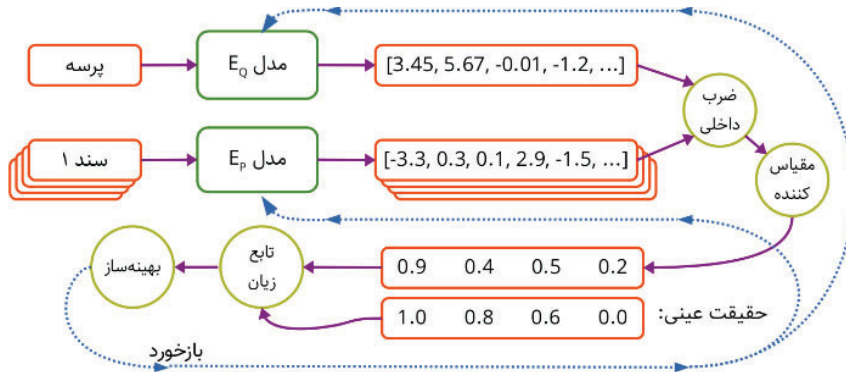 پرسه
مدل E_Q
[3.45, 5.67, -0.01, -1.2, ...]
ضرب
داخلی
سند ۱
مدل E_P
[-3.3, 0.3, 0.1, 2.9, -1.5, ...]
مقیاس
کننده
بهینه‌ساز
تابع
زیان
0.9 0.4 0.5 0.2
1.0 0.8 0.6 0.0
حقیقت عینی:
بازخورد